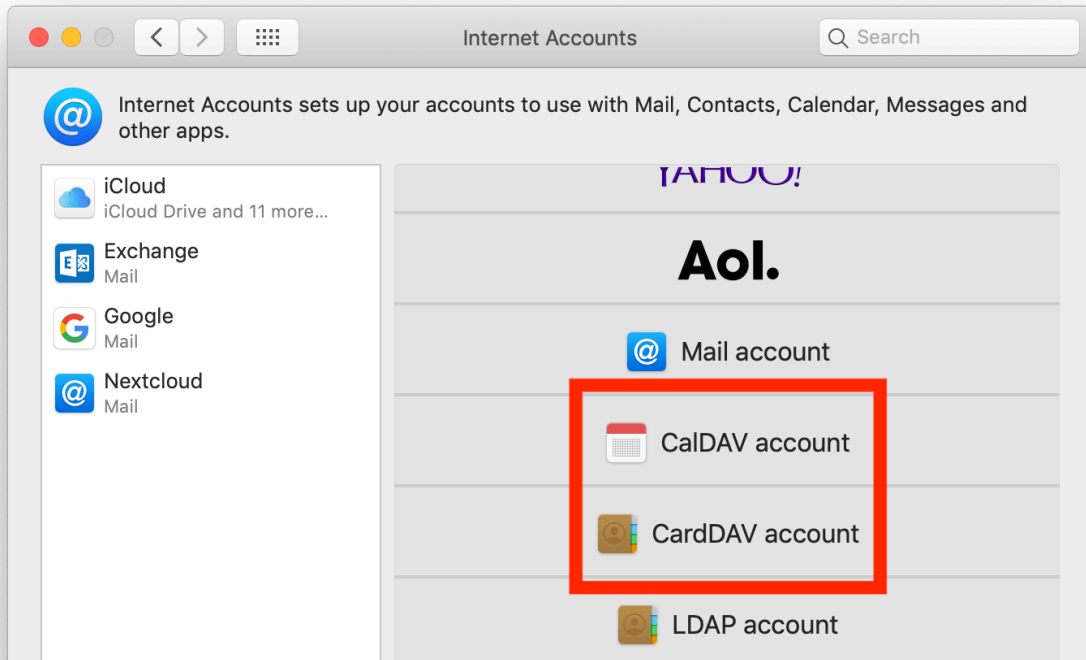 Internet Accounts
Search
Internet Accounts sets up your accounts to use with Mail, Contacts, Calendar, Messages and
other apps.
iCloud
iCloud Drive and 11 more...
Exchange
Mail
Google
Mail
Nextcloud
Mail
YAHOO!
Aol.
Mail account
CalDAV account
CardDAV account
LDAP account